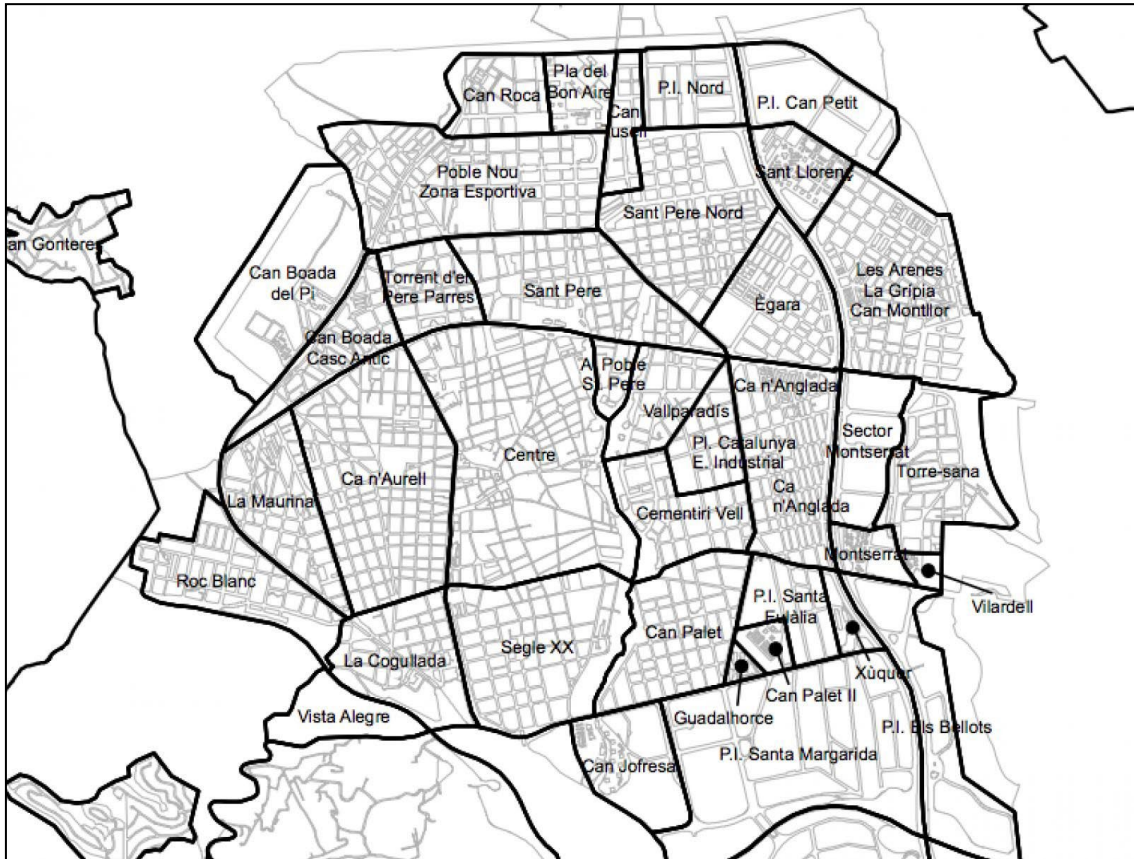 Can Roca
Pla del
Bon Aire
Can
P.I. Nord
P.I. Can Petit
Poble Nou
Zona Esportiva
Sant Llorenç
Sant Pere Nord
an Gontere
Can Boada
del Pi
Torrent d'en
Pere Parres
Sant Pere
Ègara
Les Arenes
La Grípia
Can Montllor
Can Boada
Casc Antic
A. Poble
S. Pere
Vallparadís
Ca n'Anglada
Pl. Catalunya
E. Industrial
Sector
Montserrat
Torre-sana
Centre
Ca n'Aurell
La Maurina
Cementiri Vell
Ca
n'Anglada
Montserrat
Roc Blanc
Vilardell
P.I. Santa
Eulàlia
Can Palet
Segle XX
La Cogullada
Xùquer
Can Palet II
Guadalhorce
Vista Alegre
P.I. Els Bellots
P.I. Santa Margarida
Can Jofresa